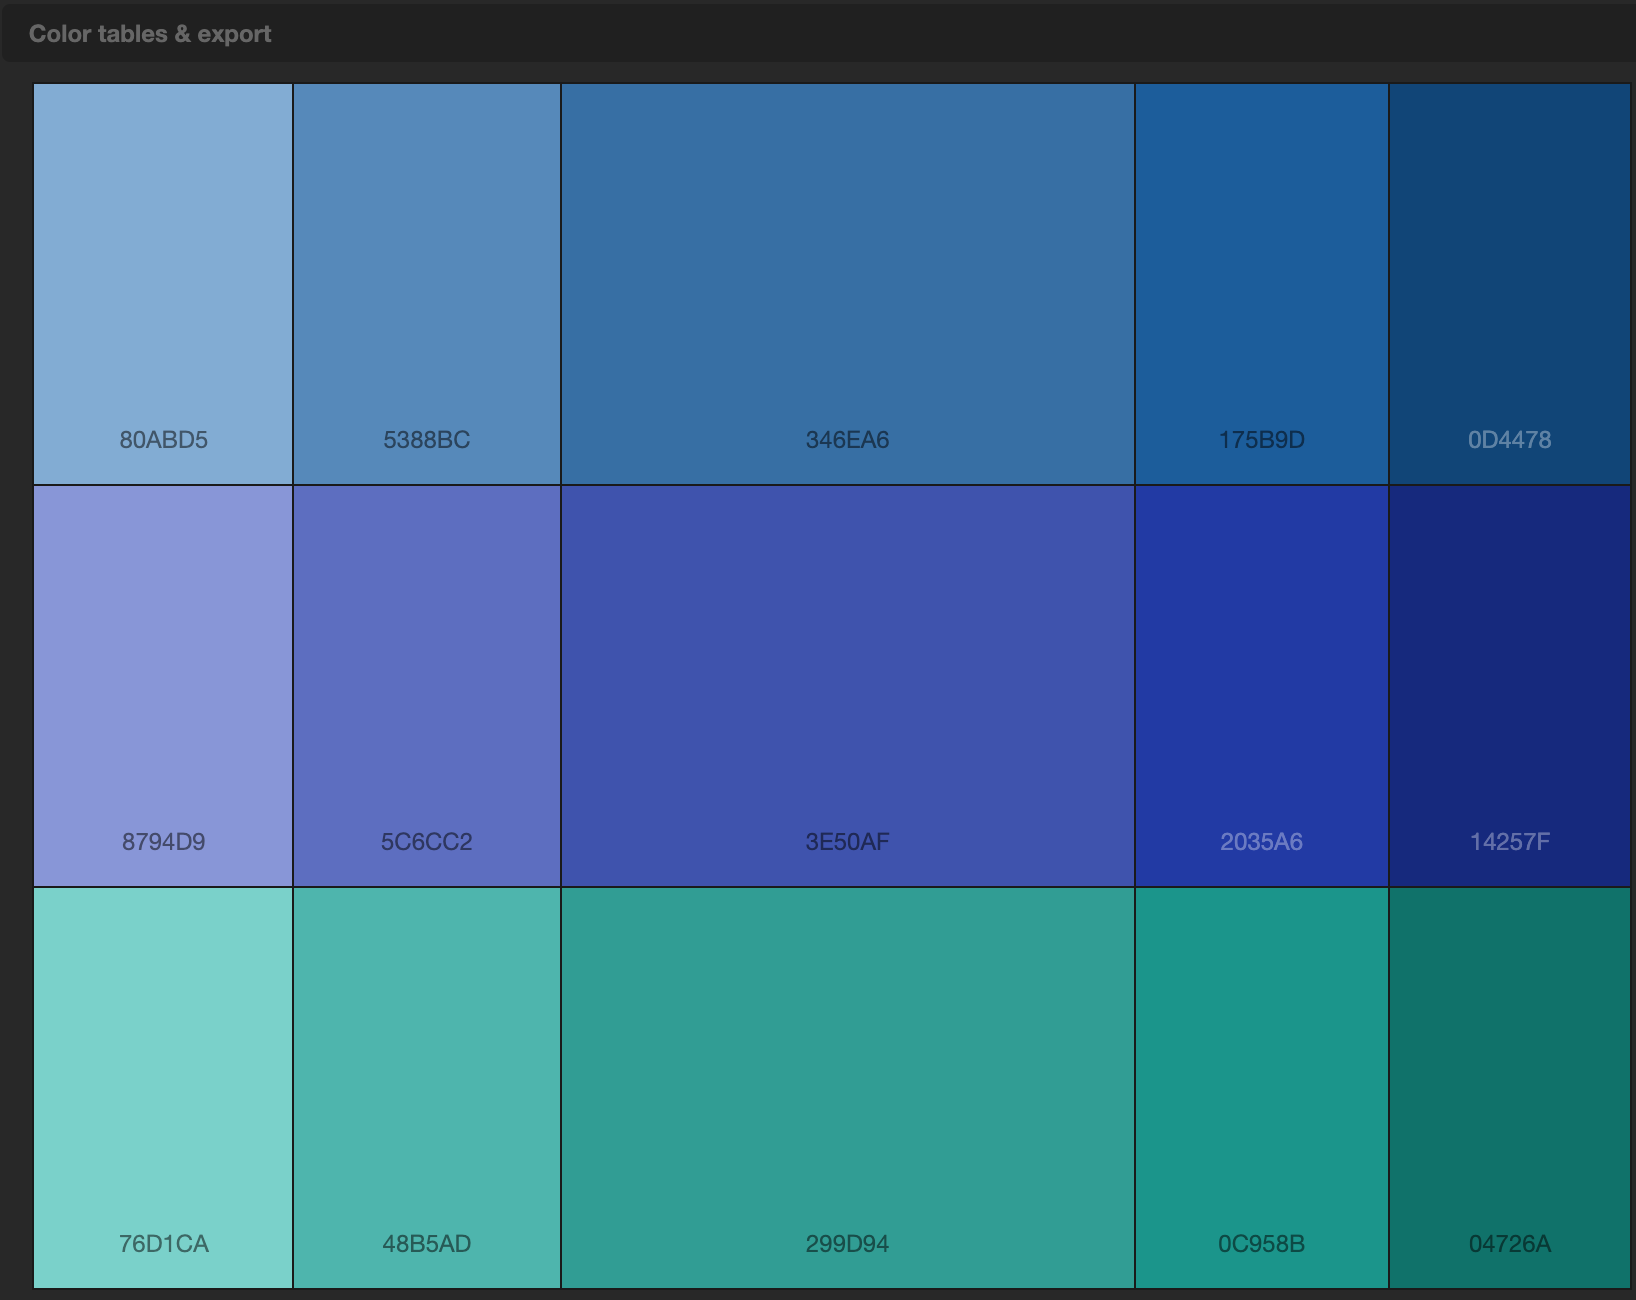 Color tables & export
80ABD5 5388BC 346EA6 175B9D 0D4478
8794D9 5C6CC2 3E50AF 2035A6 14257F
76D1CA 48B5AD 299D94 0C958B 04726A